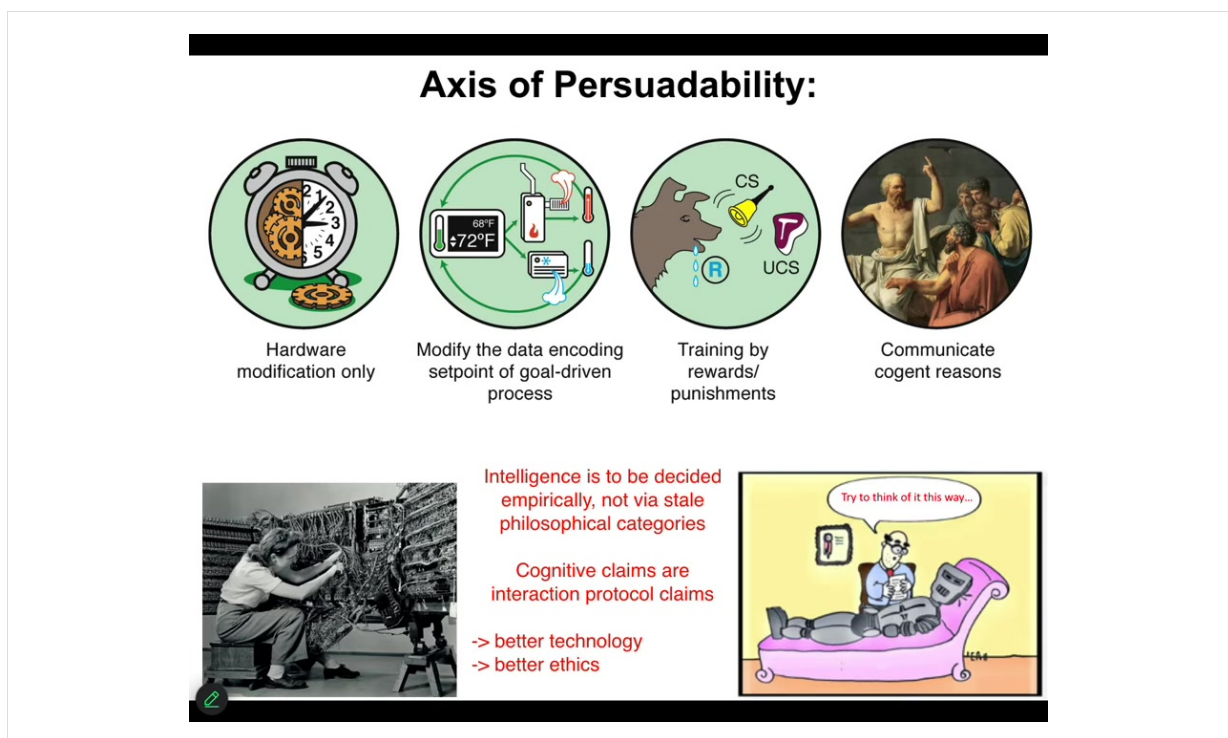 Axis of Persuadability:
2
1
2
3
4
5
6
68°F
72°F
CS
R
UCS
Hardware
modification only
Modify the data encoding
setpoint of goal-driven
process
Training by
rewards/
punishments
Communicate
cogent reasons
Intelligence is to be decided
empirically, not via stale
philosophical categories
Cognitive claims are
interaction protocol claims
-> better technology
-> better ethics
Try to think of it this way...